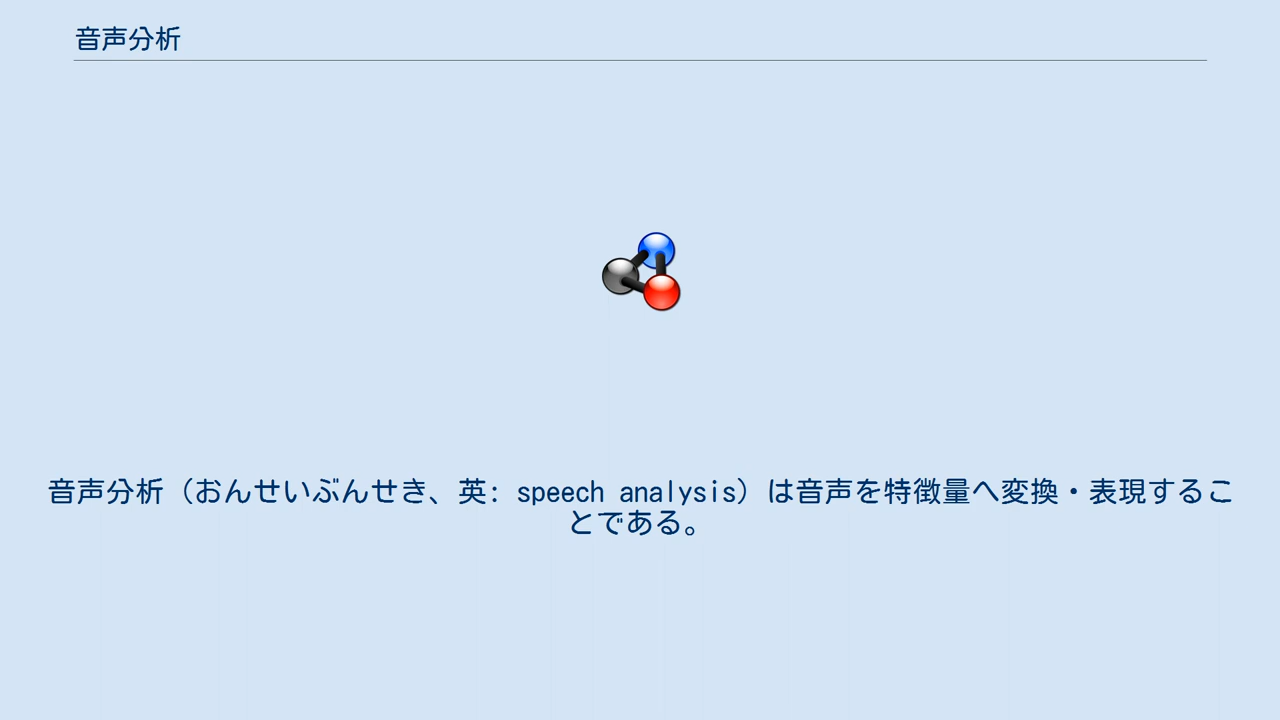 音声分析
音声分析（おんせいぶんせき、英: speech analysis）は音声を特徴量へ変換・表現するこ
とである。